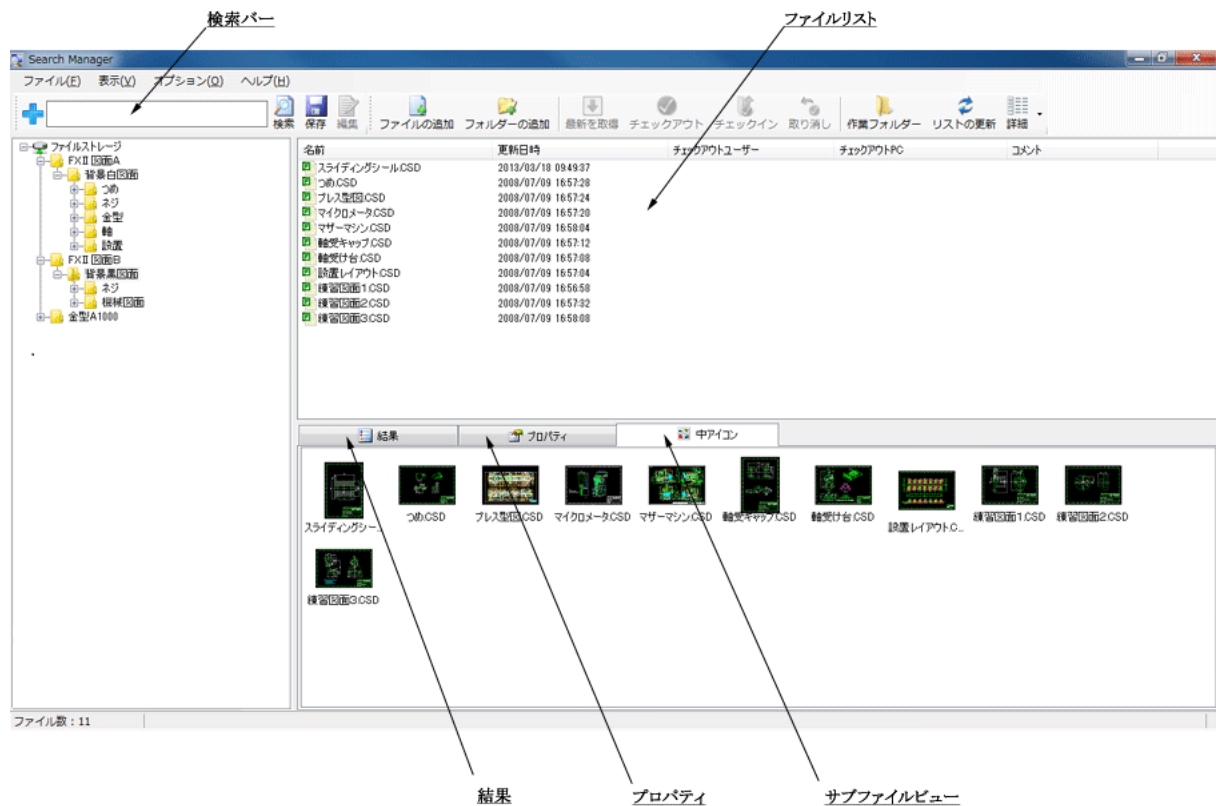 検索バー
ファイルリスト
Search Manager
ファイル(F) 表示(V) オプション(O) ヘルプ(H)
検索 保存 編集 ファイルの追加 フォルダーの追加 最新を取得 チェックアウト チェックイン 取り消し 作業フォルダー リストの更新 詳細
ファイルストレージ
FXⅡ図面A
背景白図面
つめ
ネジ
金型
軸
設置
FXⅡ図面B
背景黒図面
ネジ
機械図面
金型A1000
名前 更新日時 チェックアウトユーザー チェックアウトPC コメント
スライディングシール.CSD 2013/03/18 09:49:37
つめ.CSD 2008/07/09 16:57:28
プレス型図.CSD 2008/07/09 16:57:24
マイクロメータ.CSD 2008/07/09 16:57:20
マザーマシン.CSD 2008/07/09 16:58:04
軸受キャップ.CSD 2008/07/09 16:57:12
軸受け台.CSD 2008/07/09 16:57:08
設置レイアウト.CSD 2008/07/09 16:57:04
練習図面1.CSD 2008/07/09 16:56:58
練習図面2.CSD 2008/07/09 16:57:32
練習図面3.CSD 2008/07/09 16:58:08
結果 プロパティ 中アイコン
スライディングシー... つめ.CSD プレス型図.CSD マイクロメータ.CSD マザーマシン.CSD 軸受キャップ.CSD 軸受け台.CSD 設置レイアウト.C... 練習図面1.CSD 練習図面2.CSD
練習図面3.CSD
ファイル数：11
結果
プロパティ
サブファイルビュー